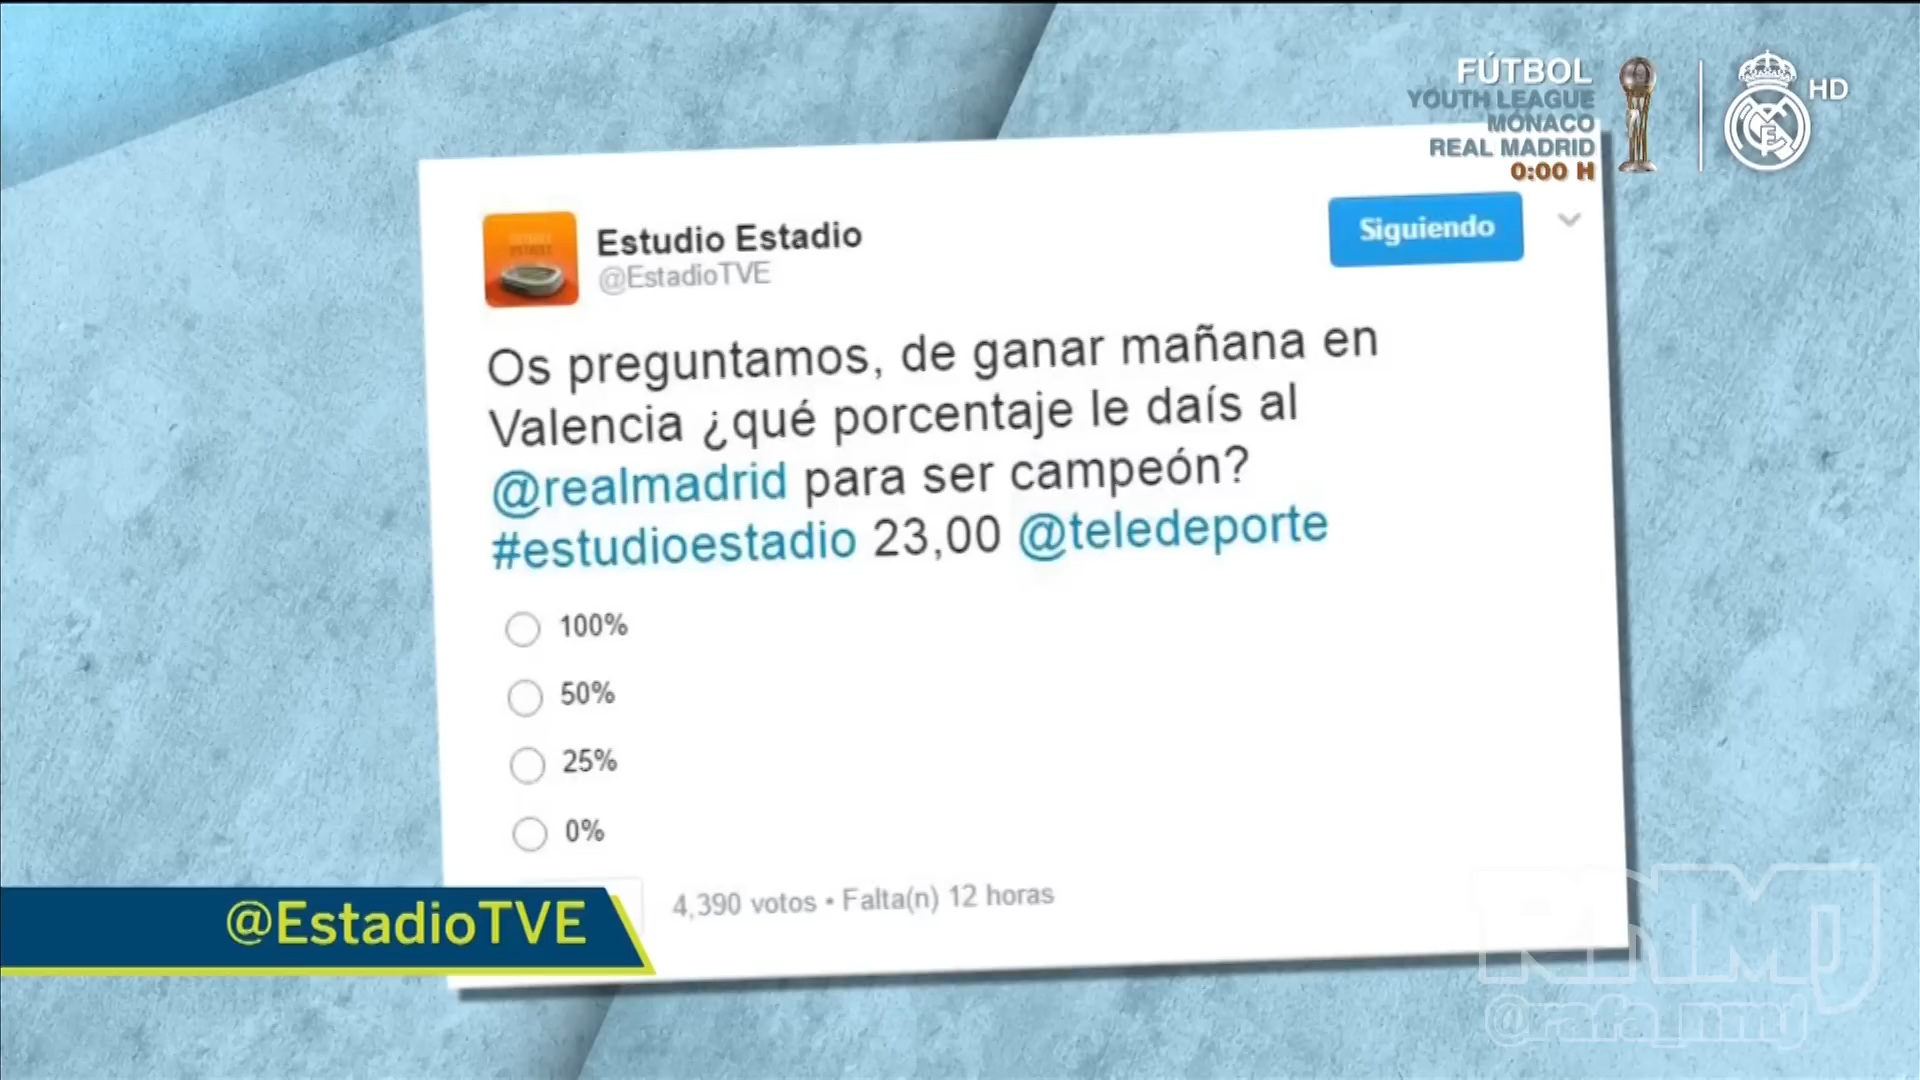 FÚTBOL
YOUTH LEAGUE
MÓNACO
REAL MADRID
0:00 H
HD
Estudio Estadio
@EstadioTVE
Siguiendo
Os preguntamos, de ganar mañana en
Valencia ¿qué porcentaje le daís al
@realmadrid para ser campeón?
#estudioestadio 23,00 @teledeporte
100%
50%
25%
0%
4,390 votos • Falta(n) 12 horas
@EstadioTVE